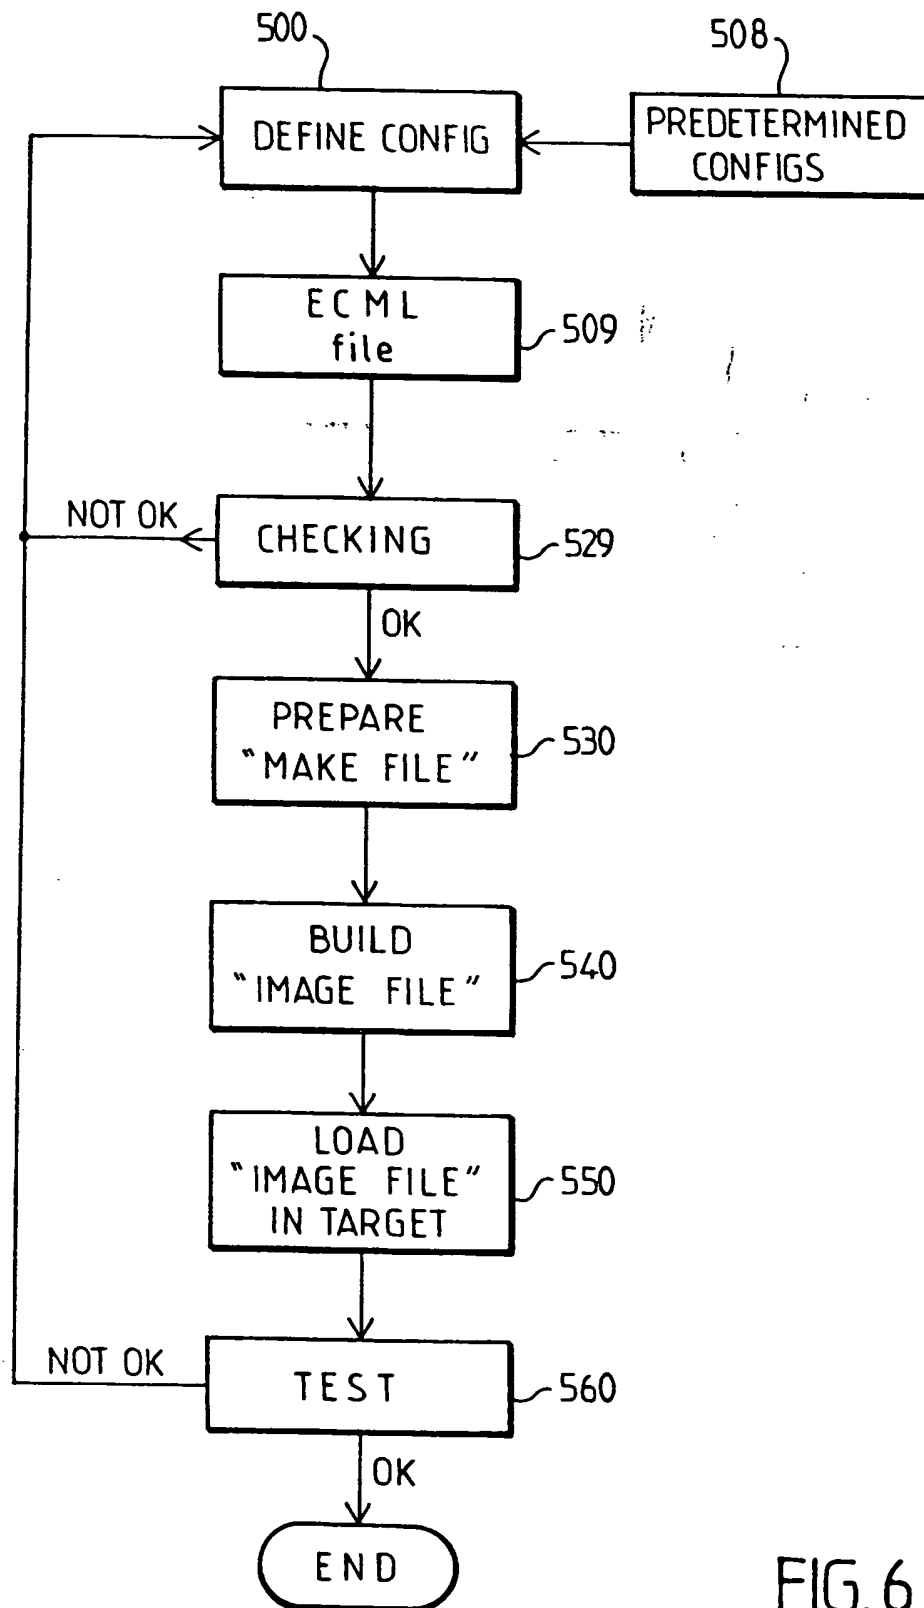 500
508
DEFINE CONFIG
PREDETERMINED
CONFIGS
ECML
file
509
NOT OK
CHECKING
529
OK
PREPARE
"MAKE FILE"
530
BUILD
"IMAGE FILE"
540
LOAD
"IMAGE FILE"
IN TARGET
550
NOT OK
TEST
560
OK
END
FIG.6